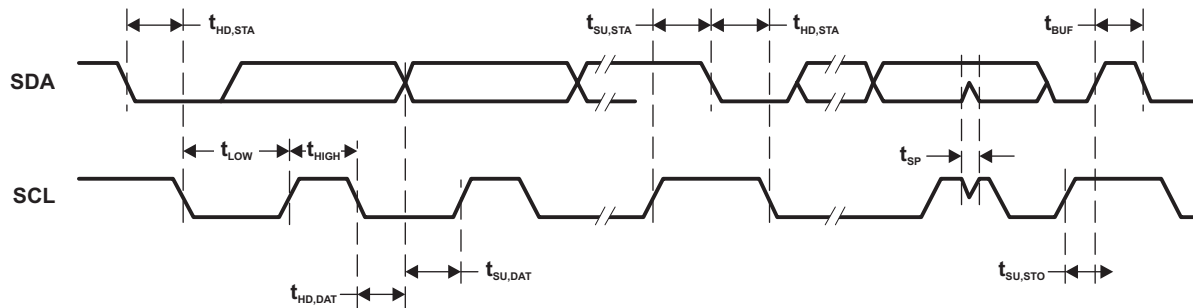 tHD,STA
tSU,STA
tHD,STA
tBUF
SDA
tLOW
tHIGH
tSP
SCL
tSU,DAT
tSU,STO
tHD,DAT